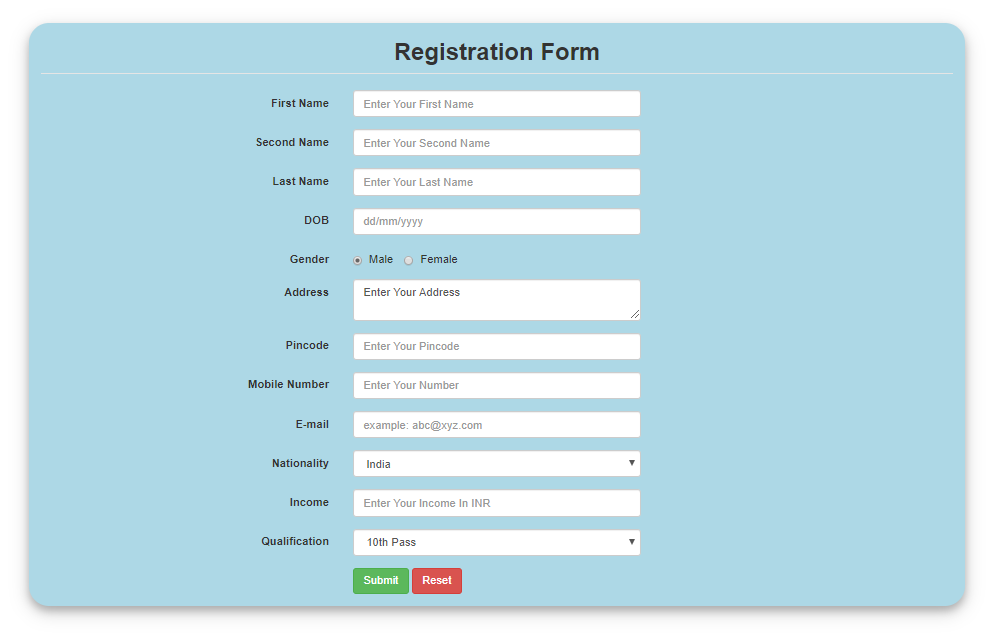 Registration Form
First Name Enter Your First Name
Second Name Enter Your Second Name
Last Name Enter Your Last Name
DOB dd/mm/yyyy
Gender Male Female
Address Enter Your Address
Pincode Enter Your Pincode
Mobile Number Enter Your Number
E-mail example: abc@xyz.com
Nationality India
Income Enter Your Income In INR
Qualification 10th Pass
Submit Reset